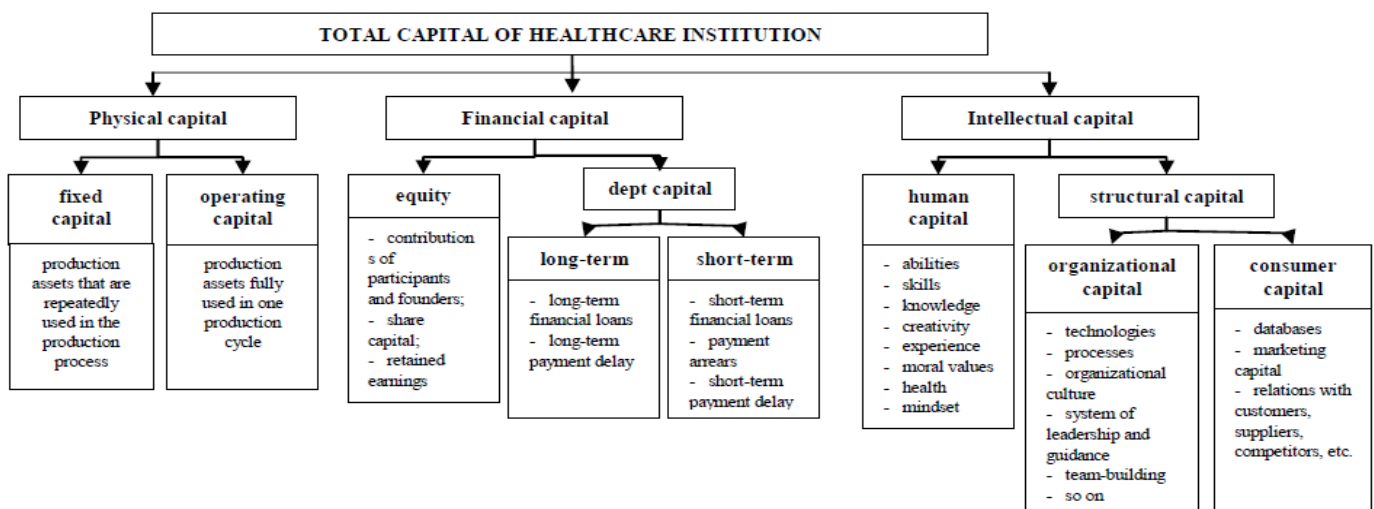 TOTAL CAPITAL OF HEALTHCARE INSTITUTION
Physical capital
Financial capital
Intellectual capital
fixed
capital
production
assets that are
repeatedly
used in the
production
process
operating
capital
production
assets fully
used in one
production
cycle
equity
- contribution
s of
participants
and founders;
- share
capital;
- retained
earnings
dept capital
long-term
- long-term
financial loans
- long-term
payment delay
short-term
- short-term
financial loans
- payment
arrears
- short-term
payment delay
human
capital
- abilities
- skills
- knowledge
- creativity
- experience
- moral values
- health
- mindset
structural capital
organizational
capital
- technologies
- processes
- organizational
culture
- system of
leadership and
guidance
- team-building
- so on
consumer
capital
- databases
- marketing
capital
- relations with
customers,
suppliers,
competitors, etc.